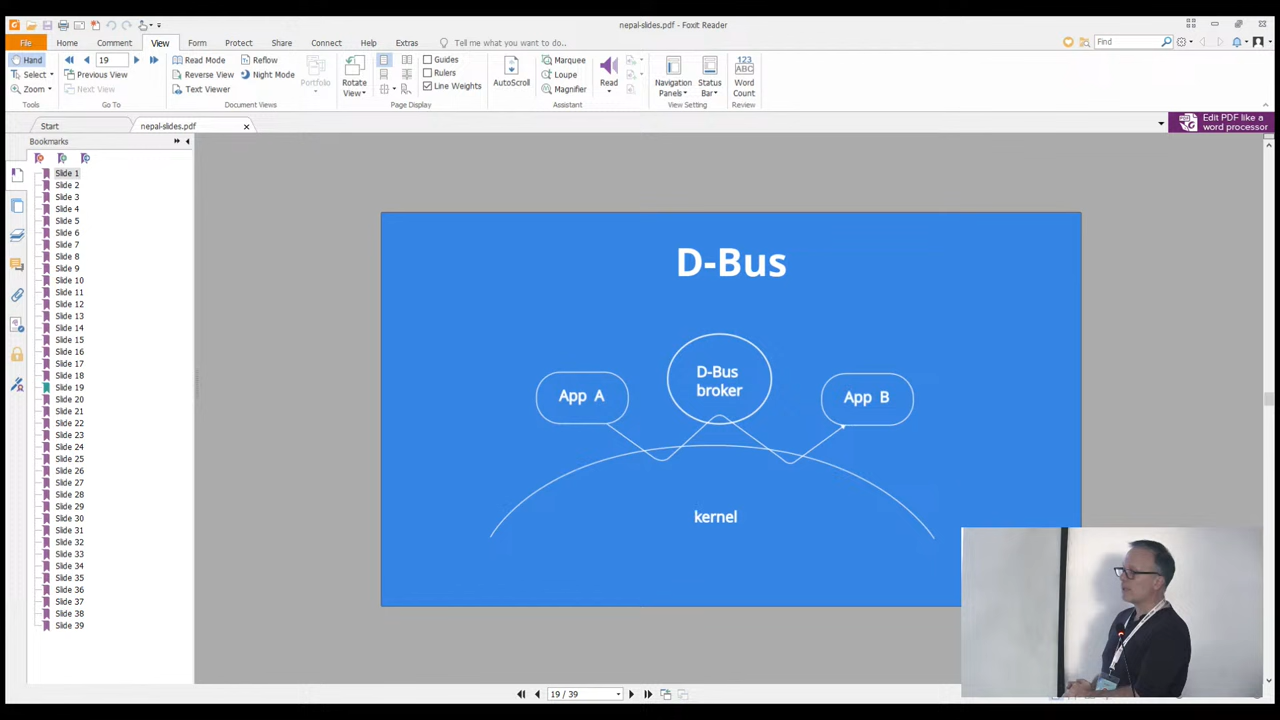 nepal-slides.pdf - Foxit Reader
File Home Comment View Form Protect Share Connect Help Extras Tell me what you want to do.. Find
Hand
Select
Zoom
Tools
19
Previous View
Next View
Go To
Read Mode
Reverse View
Text Viewer
Reflow
Night Mode
Document Views
Portfolio
Rotate
View
Guides
Rulers
Line Weights
Page Display
AutoScroll
Marquee
Loupe
Magnifier
Assistant
Read
Navigation
Panels
Status
Bar
View Setting
Word
Count
Review
Start
nepal-slides.pdf
Edit PDF like a
word processor
Bookmarks
Slide 1
Slide 2
Slide 3
Slide 4
Slide 5
Slide 6
Slide 7
Slide 8
Slide 9
Slide 10
Slide 11
Slide 12
Slide 13
Slide 14
Slide 15
Slide 16
Slide 17
Slide 18
Slide 19
Slide 20
Slide 21
Slide 22
Slide 23
Slide 24
Slide 25
Slide 26
Slide 27
Slide 28
Slide 29
Slide 30
Slide 31
Slide 32
Slide 33
Slide 34
Slide 35
Slide 36
Slide 37
Slide 38
Slide 39
D-Bus
App A
D-Bus
broker
App B
kernel
19 / 39